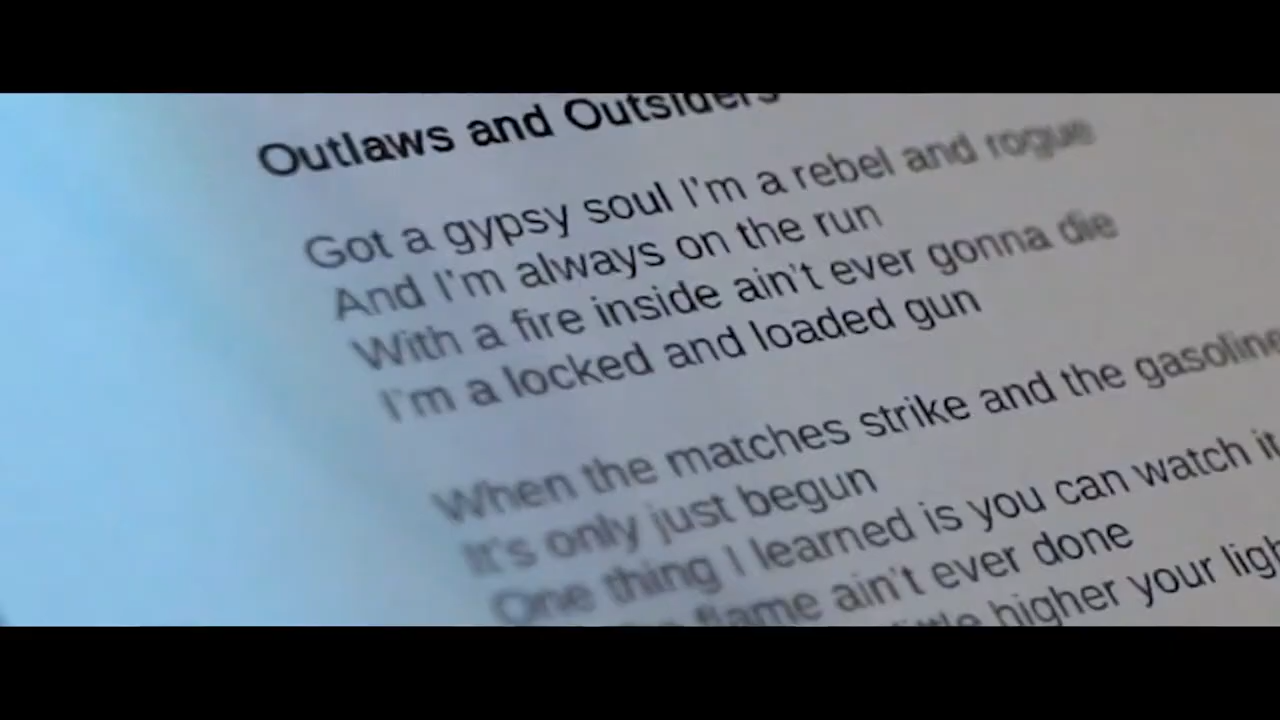 Outlaws and Outsiders
Got a gypsy soul I'm a rebel and rogue
And I'm always on the run
With a fire inside ain't ever gonna die
I'm a locked and loaded gun
When the matches strike and the gasoline
It's only just begun
One thing I learned is you can watch it
flame ain't ever done
little higher your